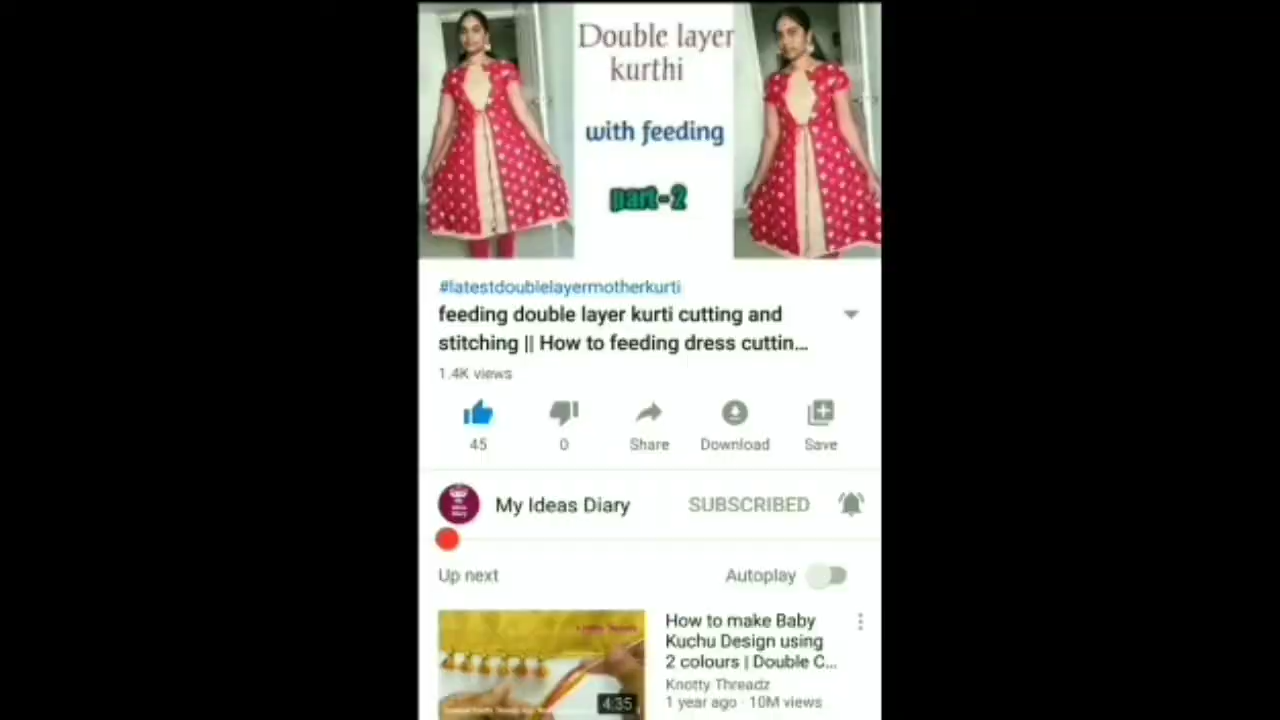 Double layer
kurthi
with feeding
part-2
#latestdoublelayermotherkurti
feeding double layer kurti cutting and
stitching || How to feeding dress cuttin...
1.4K views
45
0
Share
Download
Save
My Ideas Diary
SUBSCRIBED
Up next
Autoplay
4:35
How to make Baby
Kuchu Design using
2 colours | Double C...
Knotty Threadz
1 year ago · 10M views